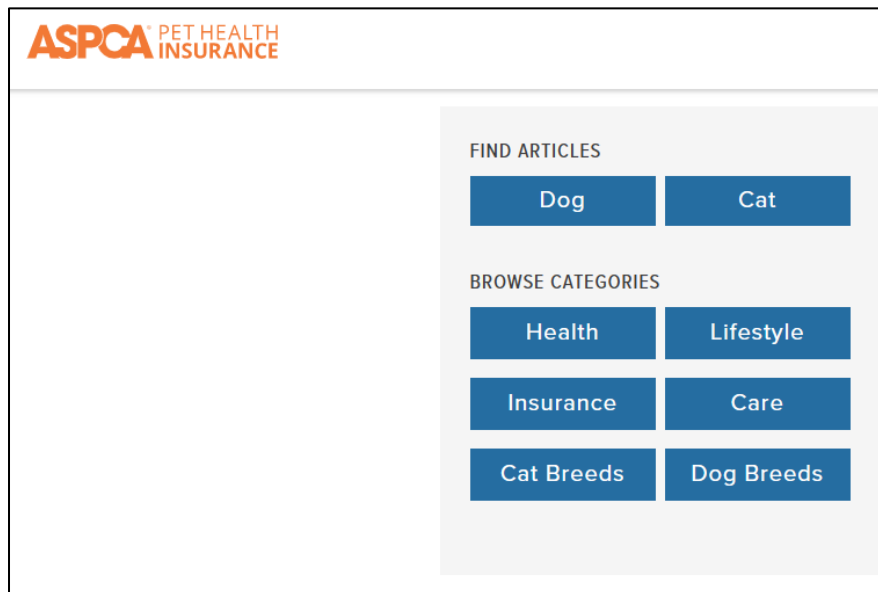 ASPCA® PET HEALTH
INSURANCE
FIND ARTICLES
Dog Cat
BROWSE CATEGORIES
Health Lifestyle
Insurance Care
Cat Breeds Dog Breeds